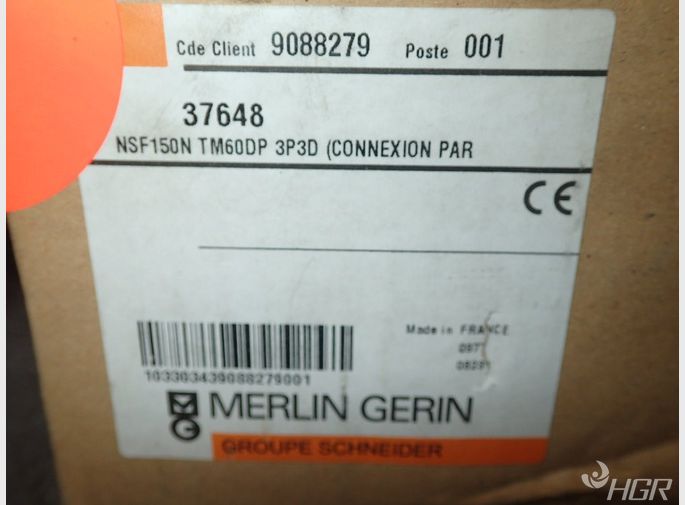 Cde Client 9088279 Poste 001
37648
NSF150N TM60DP 3P3D (CONNEXION PAR
CE
Made in FRANCE
103303439088279001
MERLIN GERIN
GROUPE SCHNEIDER
HGR